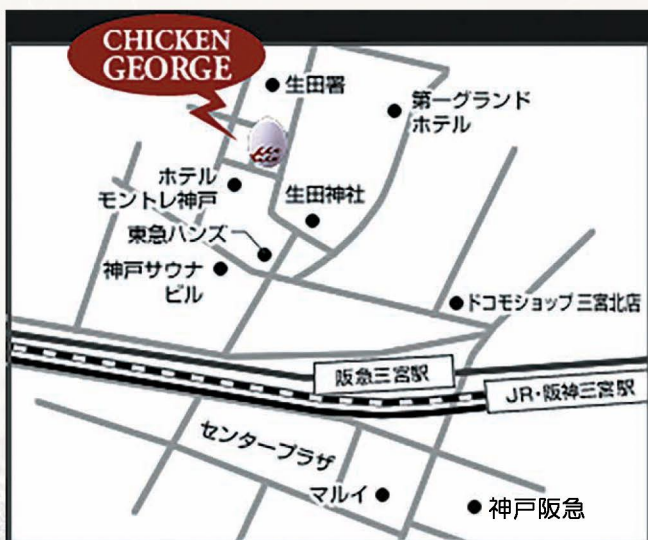 CHICKEN
GEORGE
生田署
第一グランド
ホテル
ホテル
モントレ神戸
生田神社
東急ハンズ
神戸サウナ
ビル
ドコモショップ 三宮北店
阪急三宮駅
JR・阪神三宮駅
センタープラザ
マルイ
神戸阪急